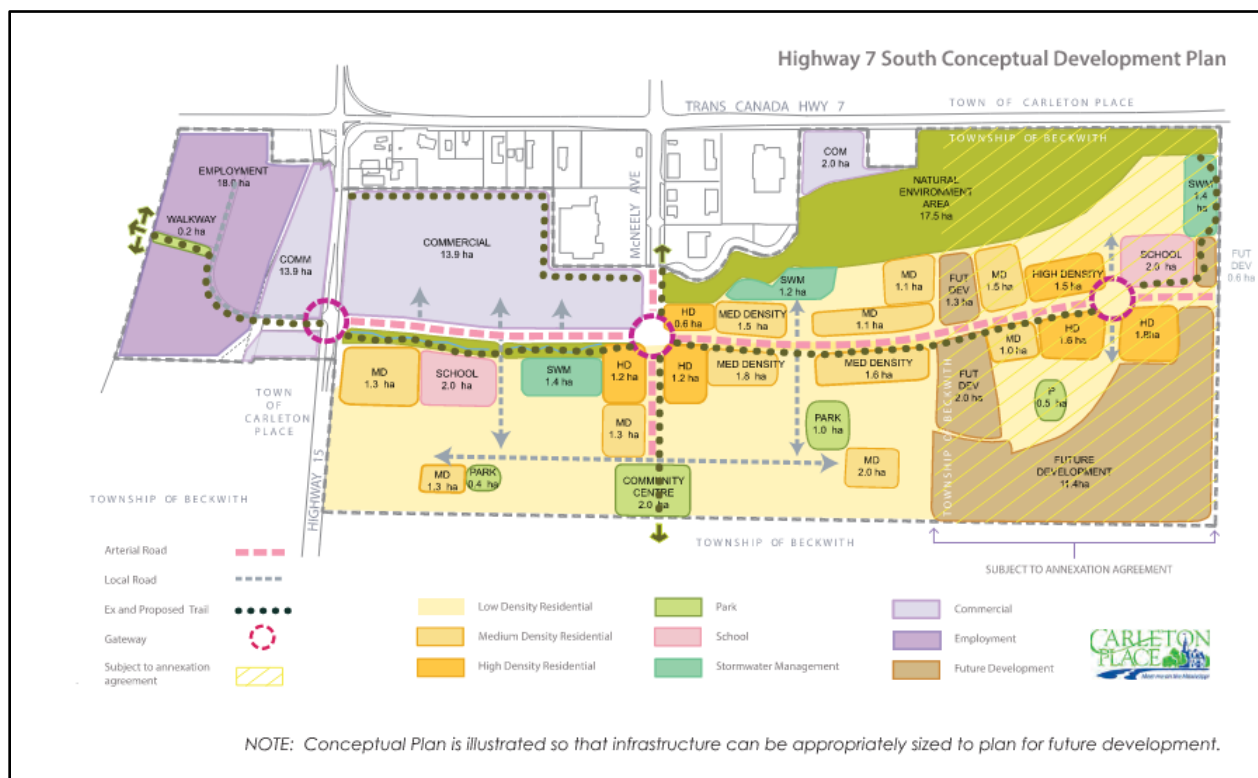 Highway 7 South Conceptual Development Plan
TRANS CANADA HWY 7
TOWN OF CARLETON PLACE
TOWNSHIP OF BECKWITH
EMPLOYMENT
18.0 ha
WALKWAY
0.2 ha
COMM
13.9 ha
COMMERCIAL
13.9 ha
McNEELY AVE
COM
2.0 ha
NATURAL
ENVIRONMENT
AREA
17.5 ha
SWM
1.4
ha
SWM
1.2 ha
MD
1.1 ha
FUT
DEV
1.3 ha
MD
1.5 ha
HIGH DENSITY
1.5 ha
SCHOOL
2.0 ha
FUT
DEV
0.6 ha
HD
0.6 ha
MED DENSITY
1.5 ha
MD
1.1 ha
MD
1.0 ha
HD
1.6 ha
HD
1.8ha
MD
1.3 ha
SCHOOL
2.0 ha
SWM
1.4 ha
HD
1.2 ha
HD
1.2 ha
MED DENSITY
1.8 ha
MED DENSITY
1.6 ha
FUT
DEV
2.0 ha
P
0.5 ha
MD
1.3 ha
PARK
1.0 ha
MD
2.0 ha
MD
1.3 ha
PARK
0.4 ha
COMMUNITY
CENTRE
2.0 ha
FUTURE
DEVELOPMENT
11.4ha
TOWN
OF
CARLETON
PLACE
HIGHWAY 15
TOWNSHIP OF BECKWITH
TOWNSHIP OF BECKWITH
TOWNSHIP OF BECKWITH
SUBJECT TO ANNEXATION AGREEMENT
Arterial Road
Local Road
Ex and Proposed Trail
Gateway
Subject to annexation
agreement
Low Density Residential
Medium Density Residential
High Density Residential
Park
School
Stormwater Management
Commercial
Employment
Future Development
CARLETON
PLACE
NOTE: Conceptual Plan is illustrated so that infrastructure can be appropriately sized to plan for future development.